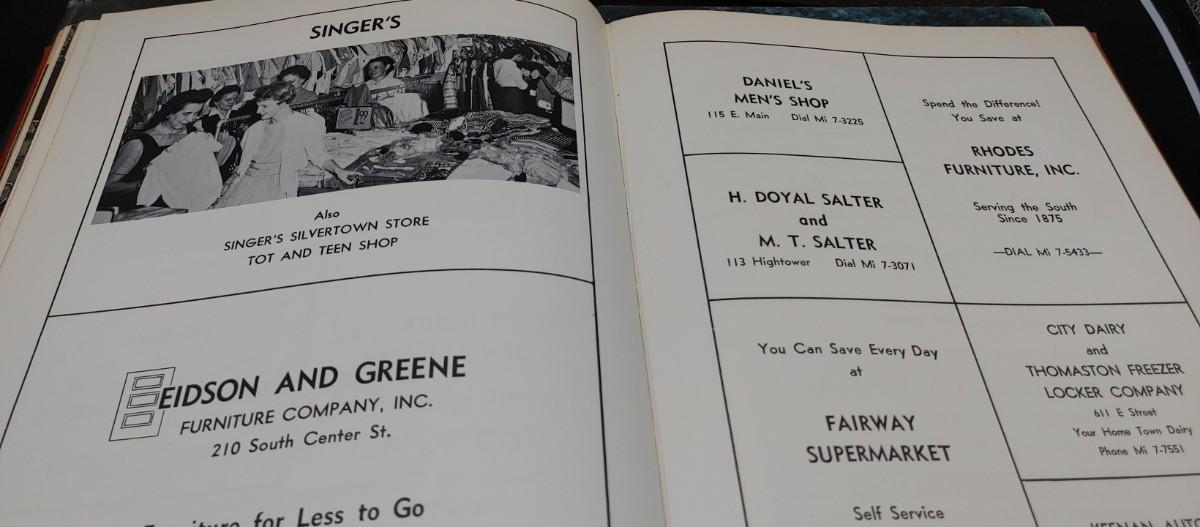 SINGER'S
Also
SINGER'S SILVERTOWN STORE
TOT AND TEEN SHOP
EIDSON AND GREENE
FURNITURE COMPANY, INC.
210 South Center St.
for Less to Go
DANIEL'S
MEN'S SHOP
115 E. Main Dial Mi 7-3225
H. DOYAL SALTER
and
M. T. SALTER
113 Hightower Dial Mi 7-3071
You Can Save Every Day
at
FAIRWAY
SUPERMARKET
Self Service
Spend the Difference!
You Save at
RHODES
FURNITURE, INC.
Serving the South
Since 1875
—DIAL Mi 7-5433—
CITY DAIRY
and
THOMASTON FREEZER
LOCKER COMPANY
611 E Street
Your Home Town Dairy
Phone Mi 7-7551